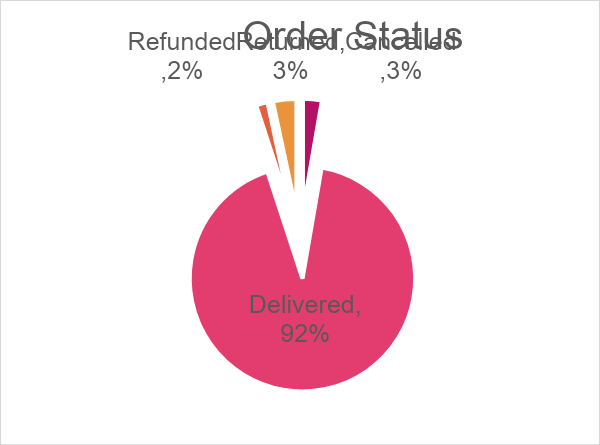 Order Status
Refunded
,2%
Returned,
3%
Cancelled
,3%
Delivered,
92%